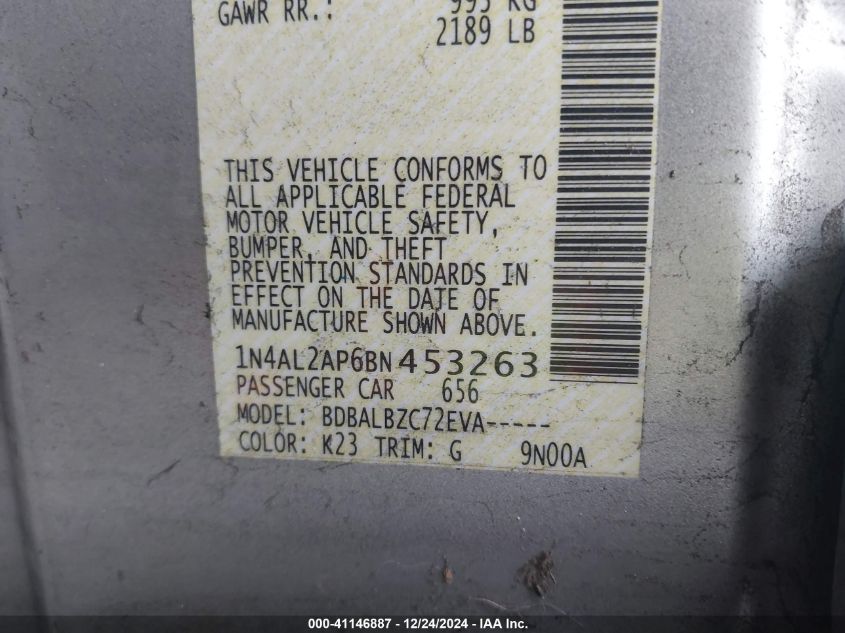 GAWR RR.: 993 KG
2189 LB
THIS VEHICLE CONFORMS TO
ALL APPLICABLE FEDERAL
MOTOR VEHICLE SAFETY,
BUMPER, AND THEFT
PREVENTION STANDARDS IN
EFFECT ON THE DATE OF
MANUFACTURE SHOWN ABOVE.
1N4AL2AP6BN453263
PASSENGER CAR 656
MODEL: BDBALBZC72EVA-----
COLOR: K23 TRIM: G 9N00A
000-41146887 - 12/24/2024 - IAA Inc.